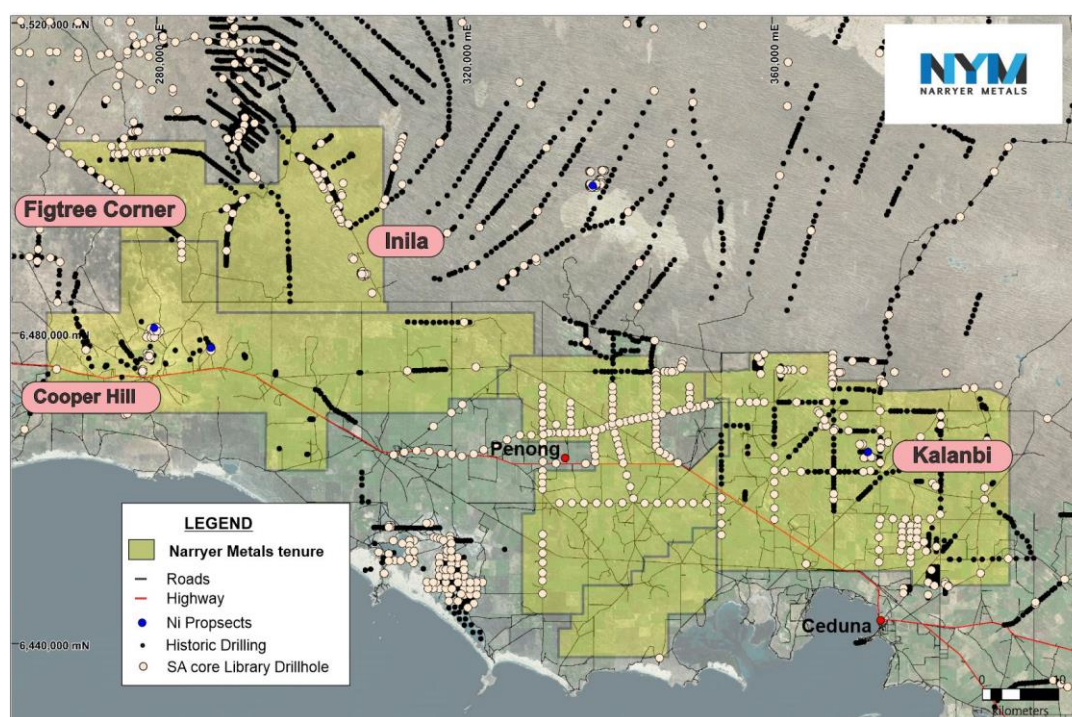 6,520,000 mN
280,000 mE
320,000 mE
360,000 mE
NYM
NARRYER METALS
Figtree Corner
Inila
6,480,000 mN
Cooper Hill
Penong
Kalanbi
LEGEND
Narryer Metals tenure
Roads
Highway
Ni Propsects
Historic Drilling
SA core Library Drillhole
Ceduna
6,440,000 mN
0
10
kilometers